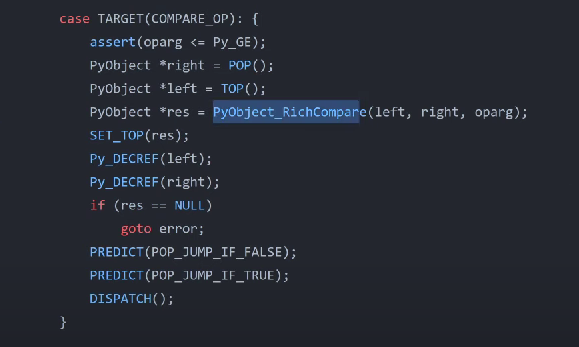 case TARGET(COMPARE_OP): {
assert(oparg <= Py_GE);
PyObject *right = POP();
PyObject *left = TOP();
PyObject *res = PyObject_RichCompare(left, right, oparg);
SET_TOP(res);
Py_DECREF(left);
Py_DECREF(right);
if (res == NULL)
goto error;
PREDICT(POP_JUMP_IF_FALSE);
PREDICT(POP_JUMP_IF_TRUE);
DISPATCH();
}